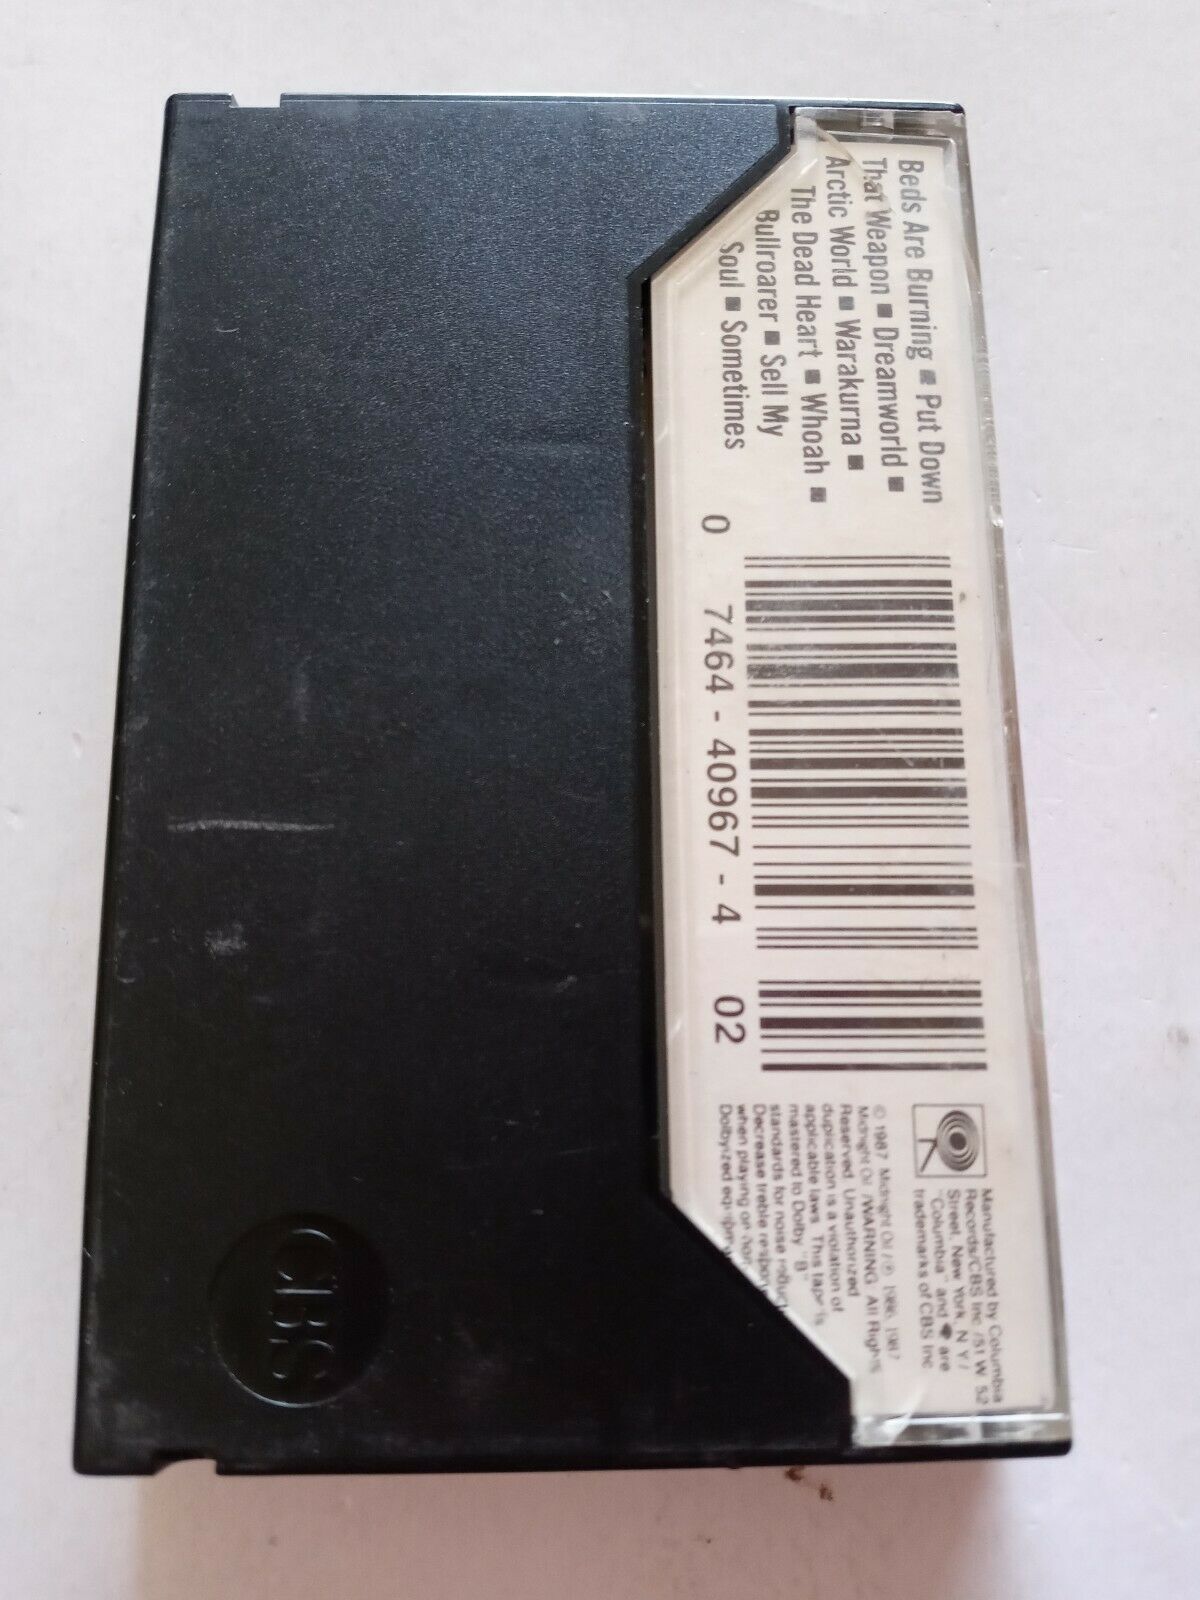 Beds Are Burning ■ Put Down
That Weapon ■ Dreamworld ■
Arctic World ■ Warakurna ■
The Dead Heart ■ Whoah ■
Bullroarer ■ Sell My
Soul ■ Sometimes
0 7464 - 40967 - 4 02
Manufactured by Columbia
Records/CBS Inc /51 W 52
Street, New York, N Y/
"Columbia" and are
trademarks of CBS Inc
© 1987 Midnight Oil/℗ 1986, 1987
Midnight Oil /WARNING All Rights
Reserved. Unauthorized
duplication is a violation of
applicable laws. This tape is
mastered to Dolby "B"
standards for noise
Decrease treble
when playing on
Dolbyized
CBS